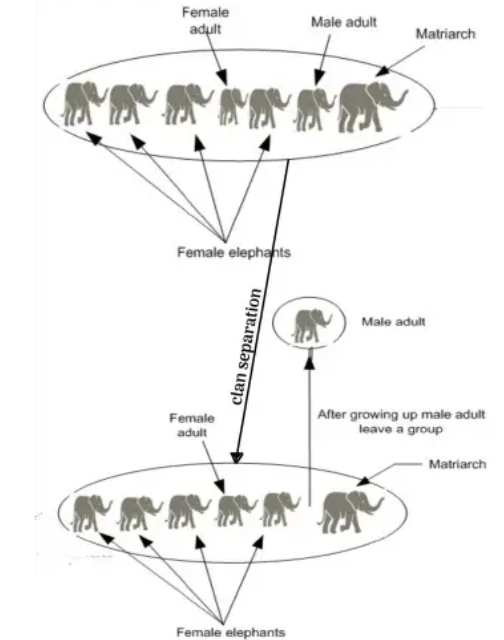 Female
adult
Male adult
Matriarch
Female elephants
clan separation
Male adult
After growing up male adult
leave a group
Female
adult
Matriarch
Female elephants